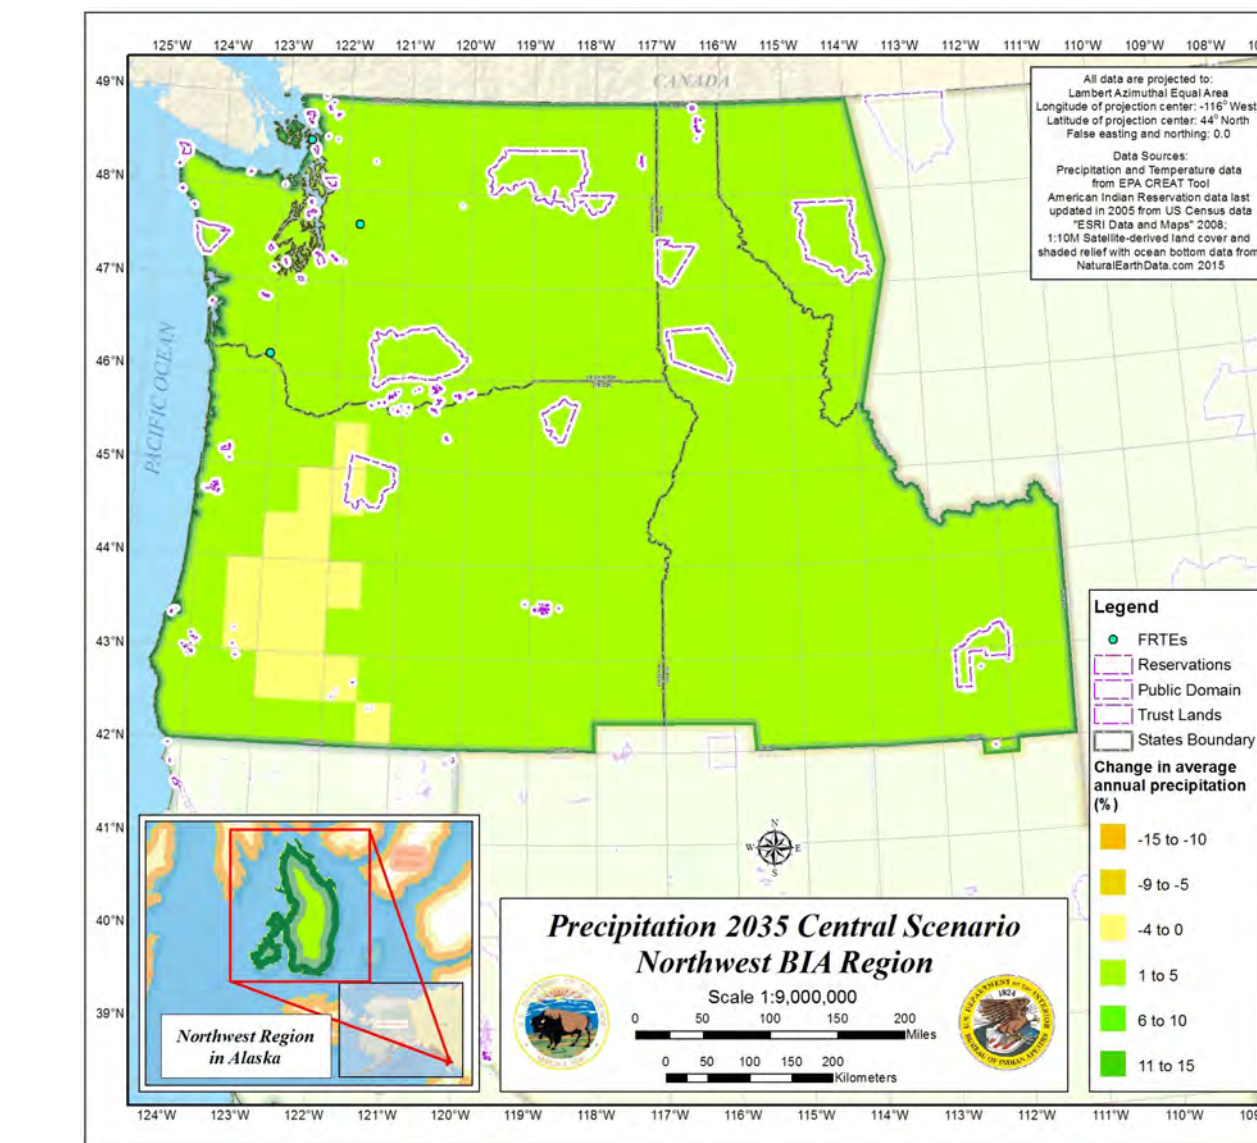 125°W 124°W 123°W 122°W 121°W 120°W 119°W 118°W 117°W 116°W 115°W 114°W 113°W 112°W 111°W 110°W 109°W
49°N
48°N
47°N
46°N
45°N
44°N
43°N
42°N
41°N
40°N
39°N
CANADA
PACIFIC OCEAN
All data are projected to:
Lambert Azimuthal Equal Area
Longitude of projection center: -116° West
Latitude of projection center: 44° North
False easting and northing: 0.0
Data Sources:
Precipitation and Temperature data
from EPA CREAT Tool
American Indian Reservation data last
updated in 2005 from US Census data
"ESRI Data and Maps" 2008;
1:10M Satellite-derived land cover and
shaded relief with ocean bottom data from
NaturalEarthData.com 2015
Legend
FRTEs
Reservations
Public Domain
Trust Lands
States Boundary
Change in average
annual precipitation
(%)
-15 to -10
-9 to -5
-4 to 0
1 to 5
6 to 10
11 to 15
N
W E
S
Northwest Region
in Alaska
Precipitation 2035 Central Scenario
Northwest BIA Region
Scale 1:9,000,000
0 50 100 150 200
Miles
0 50 100 150 200
Kilometers
U.S. DEPARTMENT OF THE INTERIOR
1824
BUREAU OF INDIAN AFFAIRS
124°W 123°W 122°W 121°W 120°W 119°W 118°W 117°W 116°W 115°W 114°W 113°W 112°W 111°W 110°W